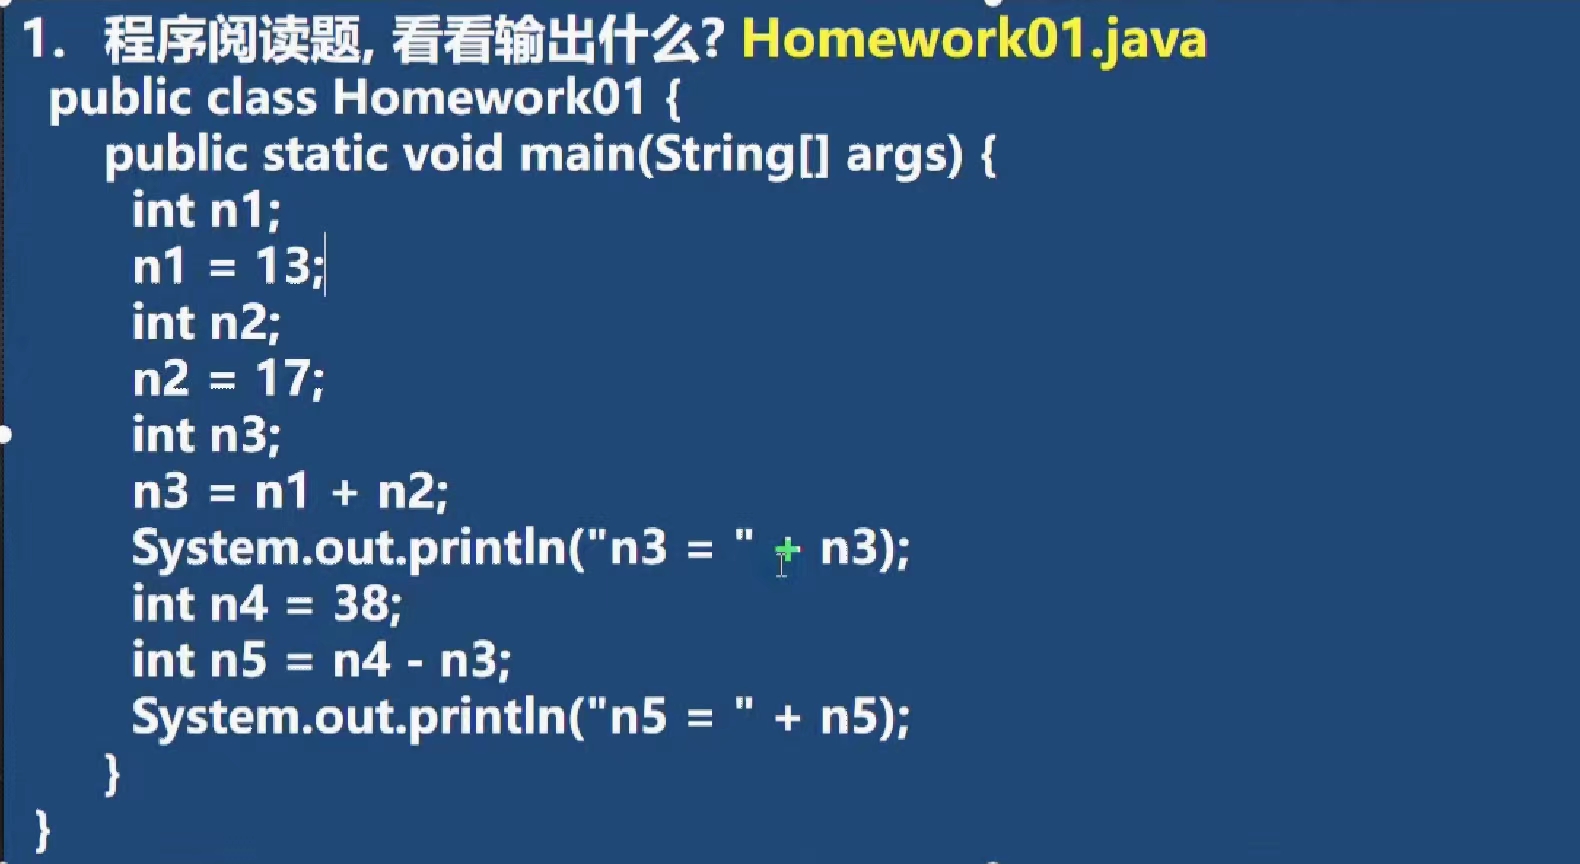 1. 程序阅读题, 看看输出什么? Homework01.java
public class Homework01 {
public static void main(String[] args) {
int n1;
n1 = 13;
int n2;
n2 = 17;
int n3;
n3 = n1 + n2;
System.out.println("n3 = " + n3);
int n4 = 38;
int n5 = n4 - n3;
System.out.println("n5 = " + n5);
}
}